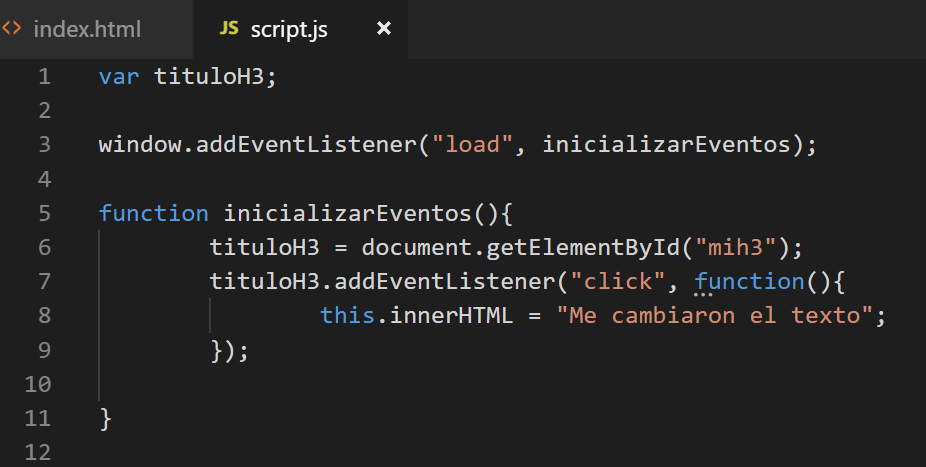 <> index.html JS script.js ×
1 var tituloH3;
2
3 window.addEventListener("load", inicializarEventos);
4
5 function inicializarEventos(){
6 tituloH3 = document.getElementById("mih3");
7 tituloH3.addEventListener("click", function(){
8 this.innerHTML = "Me cambiaron el texto";
9 });
10
11 }
12